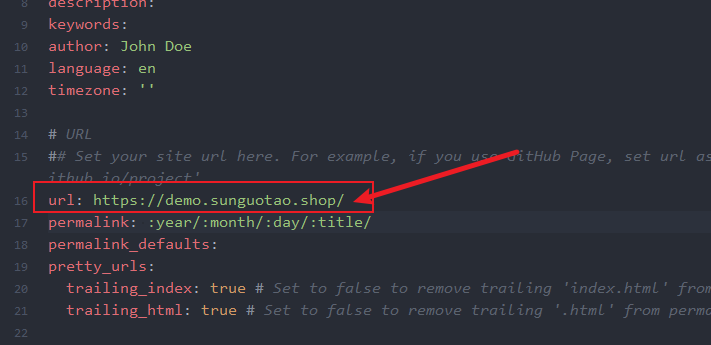 8 description:
9 keywords:
10 author: John Doe
11 language: en
12 timezone: ''
13
14 # URL
15 ## Set your site url here. For example, if you use GitHub Page, set url as
ithub.io/project'
16 url: https://demo.sunguotao.shop/
17 permalink: :year/:month/:day/:title/
18 permalink_defaults:
19 pretty_urls:
20 trailing_index: true # Set to false to remove trailing 'index.html' from
21 trailing_html: true # Set to false to remove trailing '.html' from perma
22